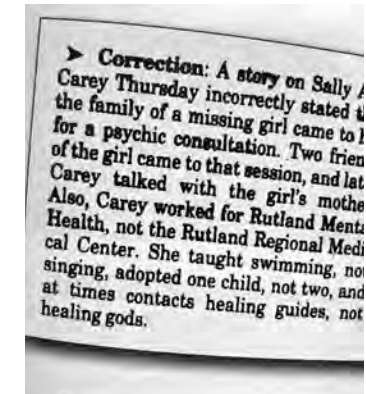 ➤ Correction: A story on Sally A
Carey Thursday incorrectly stated t
the family of a missing girl came to h
for a psychic consultation. Two frien
of the girl came to that session, and lat
Carey talked with the girl's mothe
Also, Carey worked for Rutland Menta
Health, not the Rutland Regional Medi
cal Center. She taught swimming, no
singing, adopted one child, not two, and
at times contacts healing guides, not
healing gods.